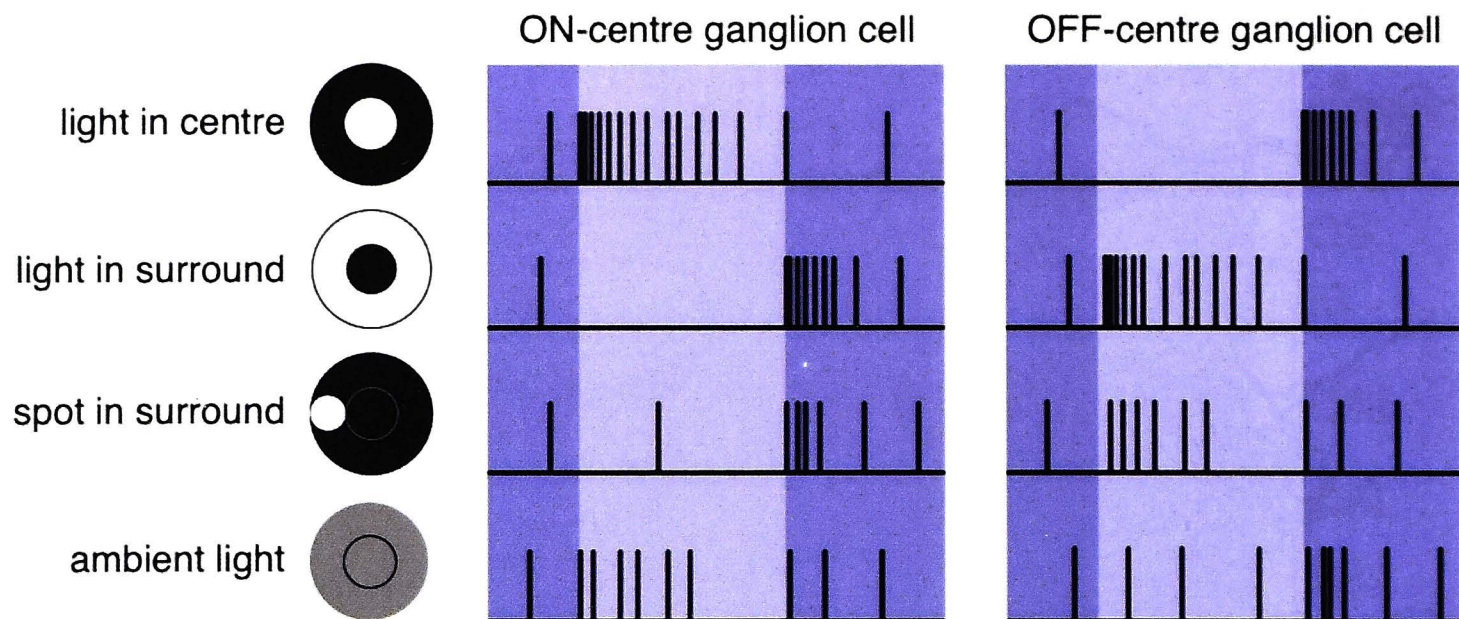 ON-centre ganglion cell
OFF-centre ganglion cell
light in centre
light in surround
spot in surround
ambient light